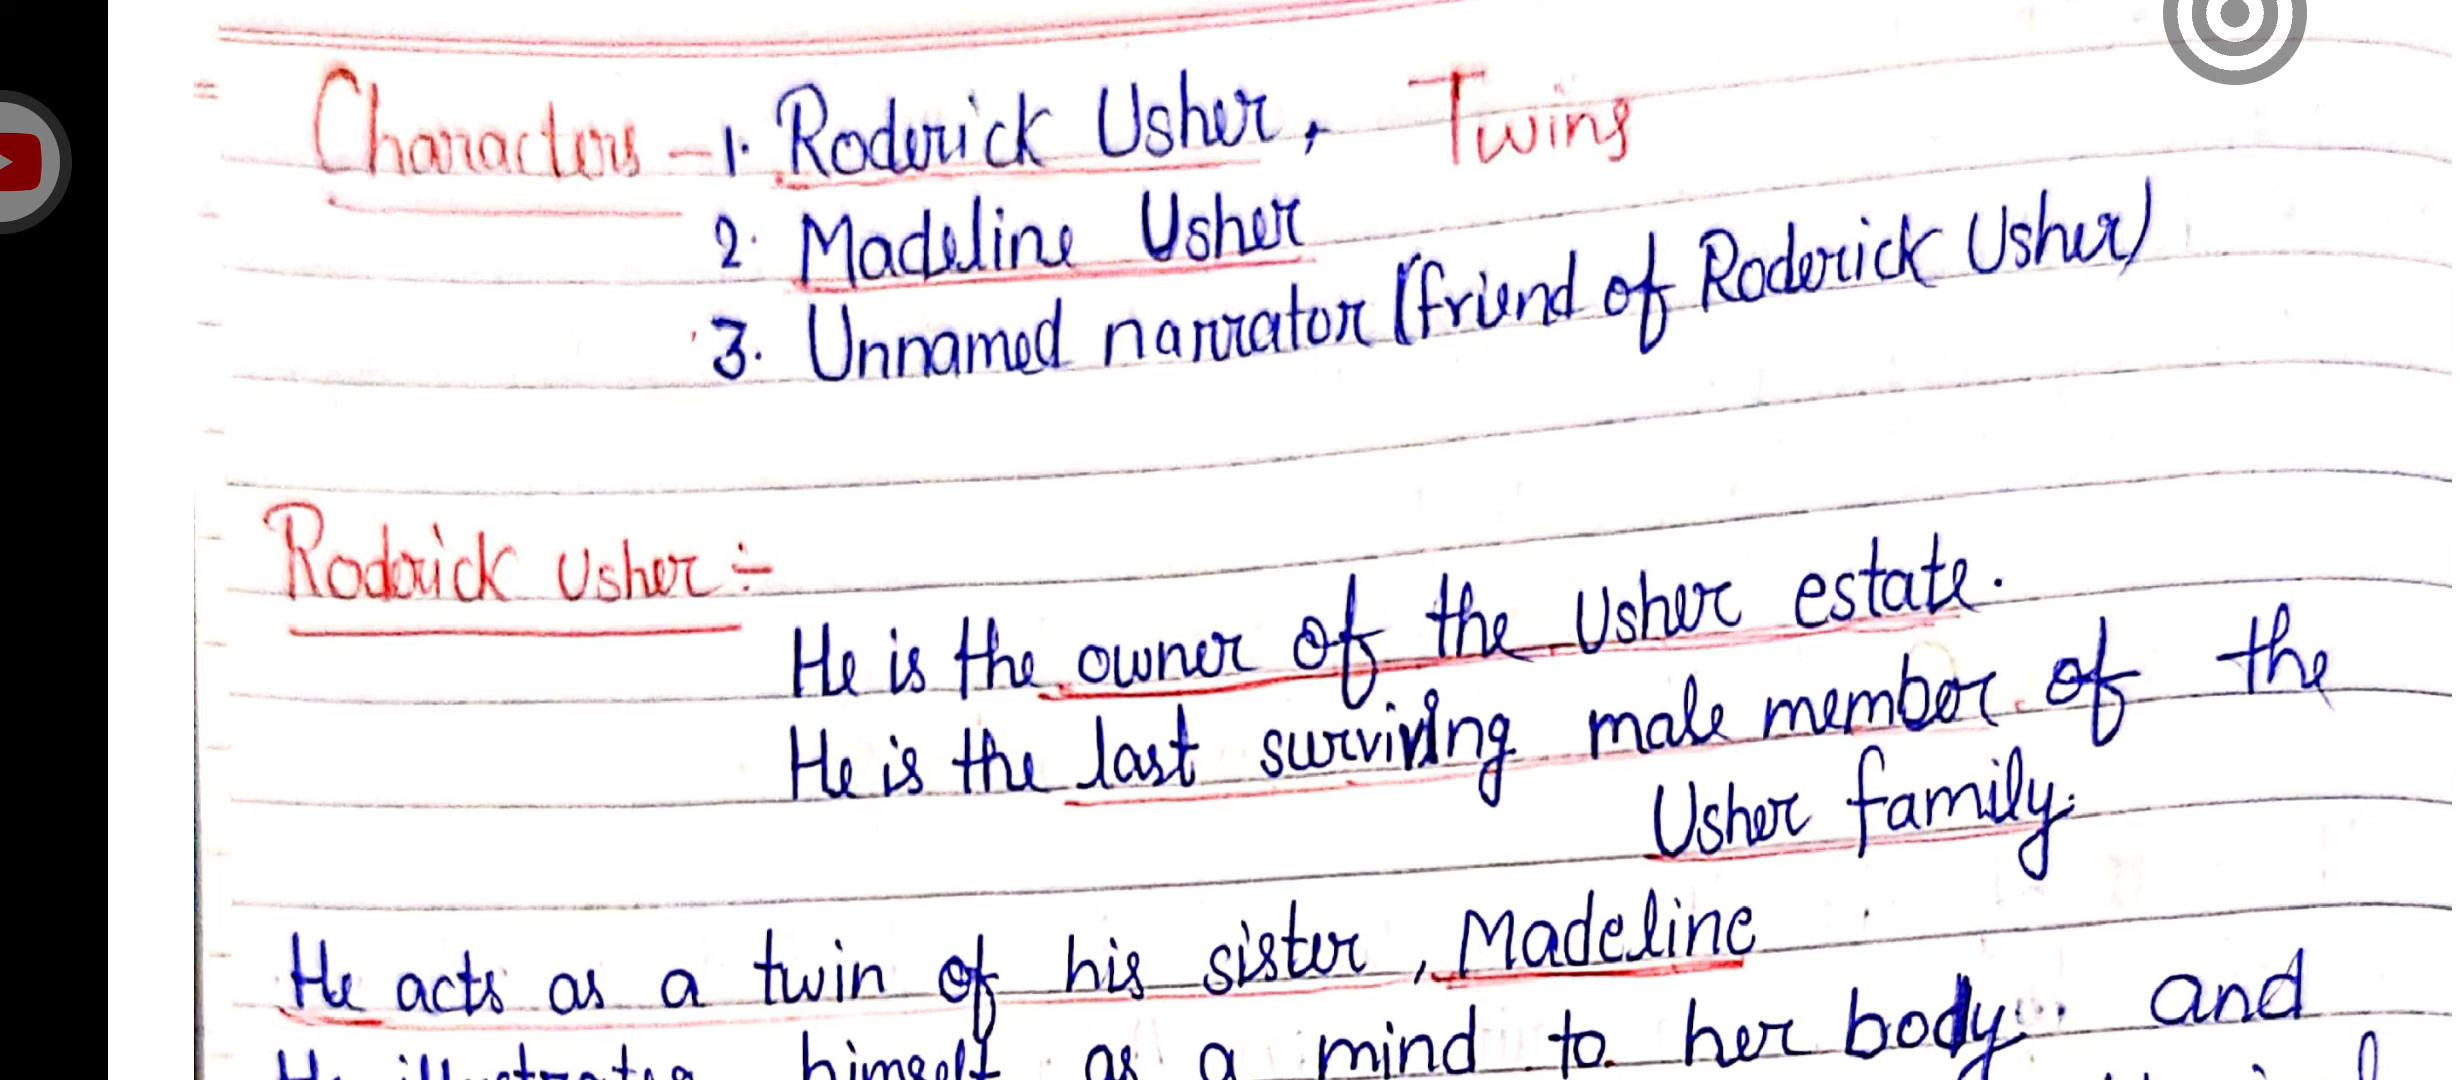 Characters - 1. Roderick Usher, Twins
2. Madeline Usher
3. Unnamed narrator (friend of Roderick Usher)
Roderick Usher :-
He is the owner of the Usher estate.
He is the last surviving male member of the
Usher family.
He acts as a twin of his sister, Madeline
He illustrates himself as a mind to her body.. and